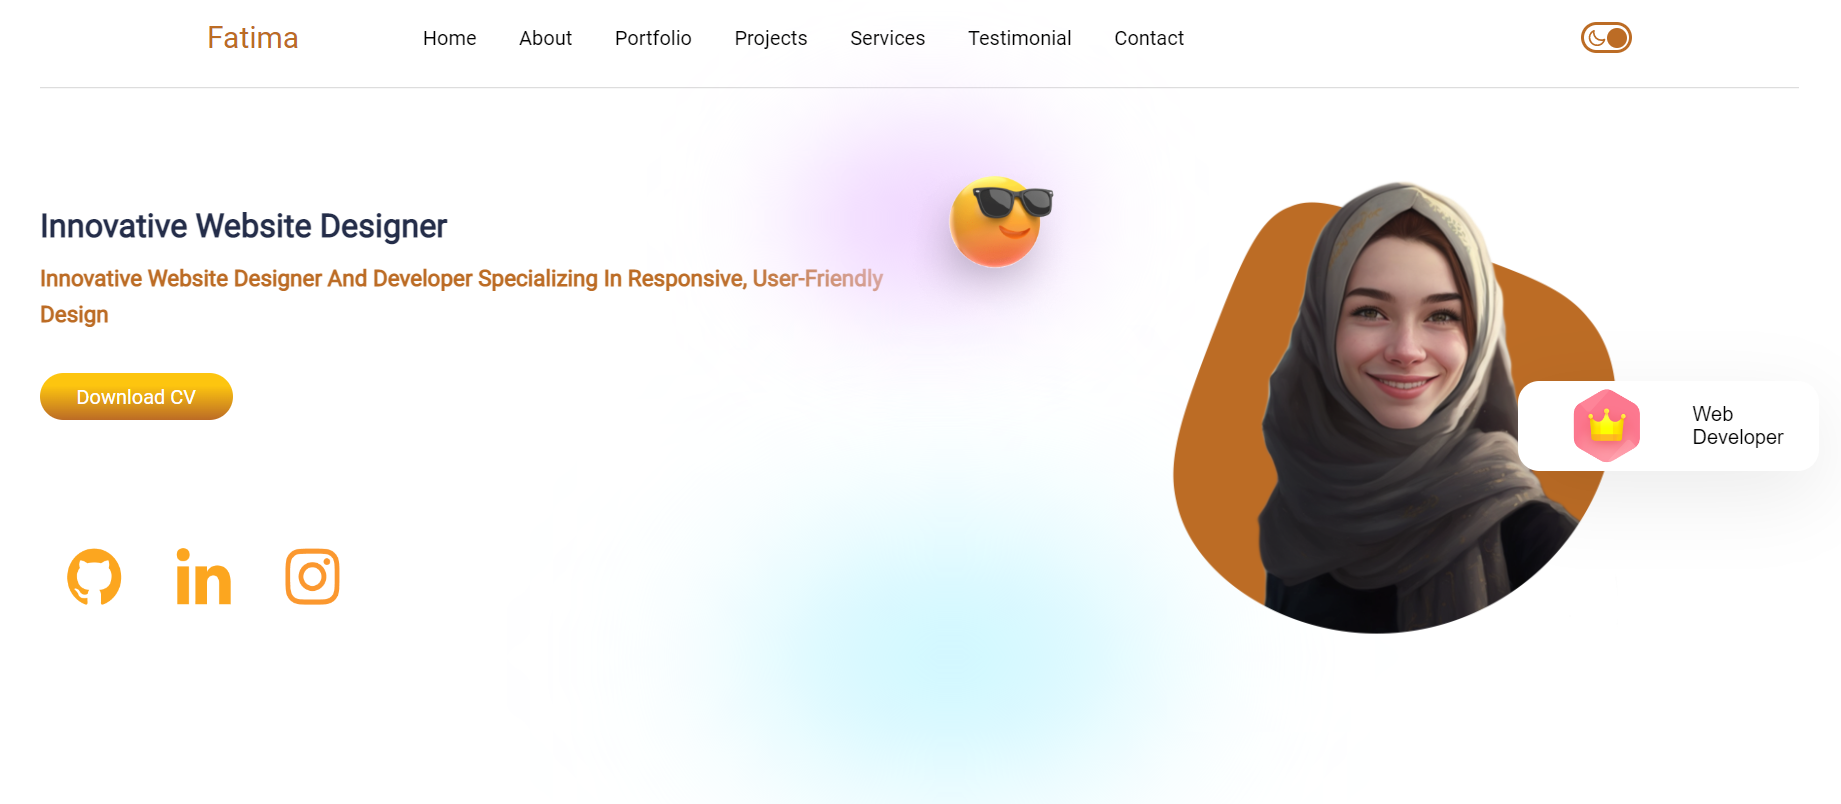 Fatima
Home About Portfolio Projects Services Testimonial Contact
Innovative Website Designer
Innovative Website Designer And Developer Specializing In Responsive, User-Friendly
Design
Download CV
in
Web
Developer